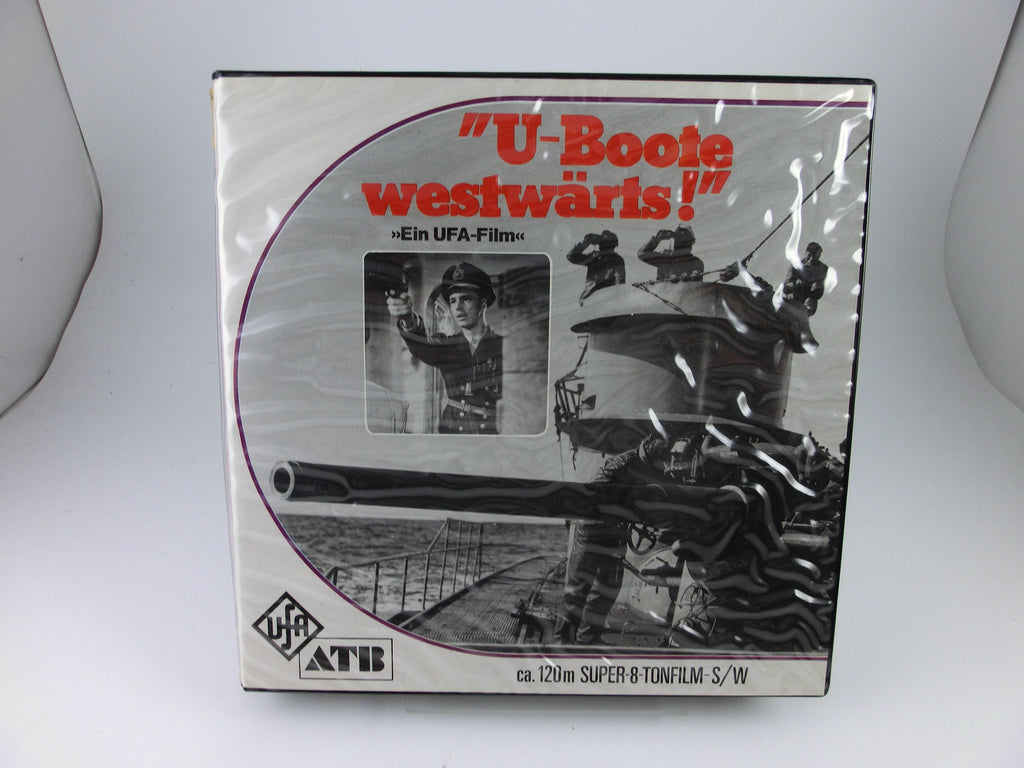 "U-Boote
westwärts!"
»Ein UFA-Film«
UFA
ATB
ca. 120m SUPER-8-TONFILM-S/W